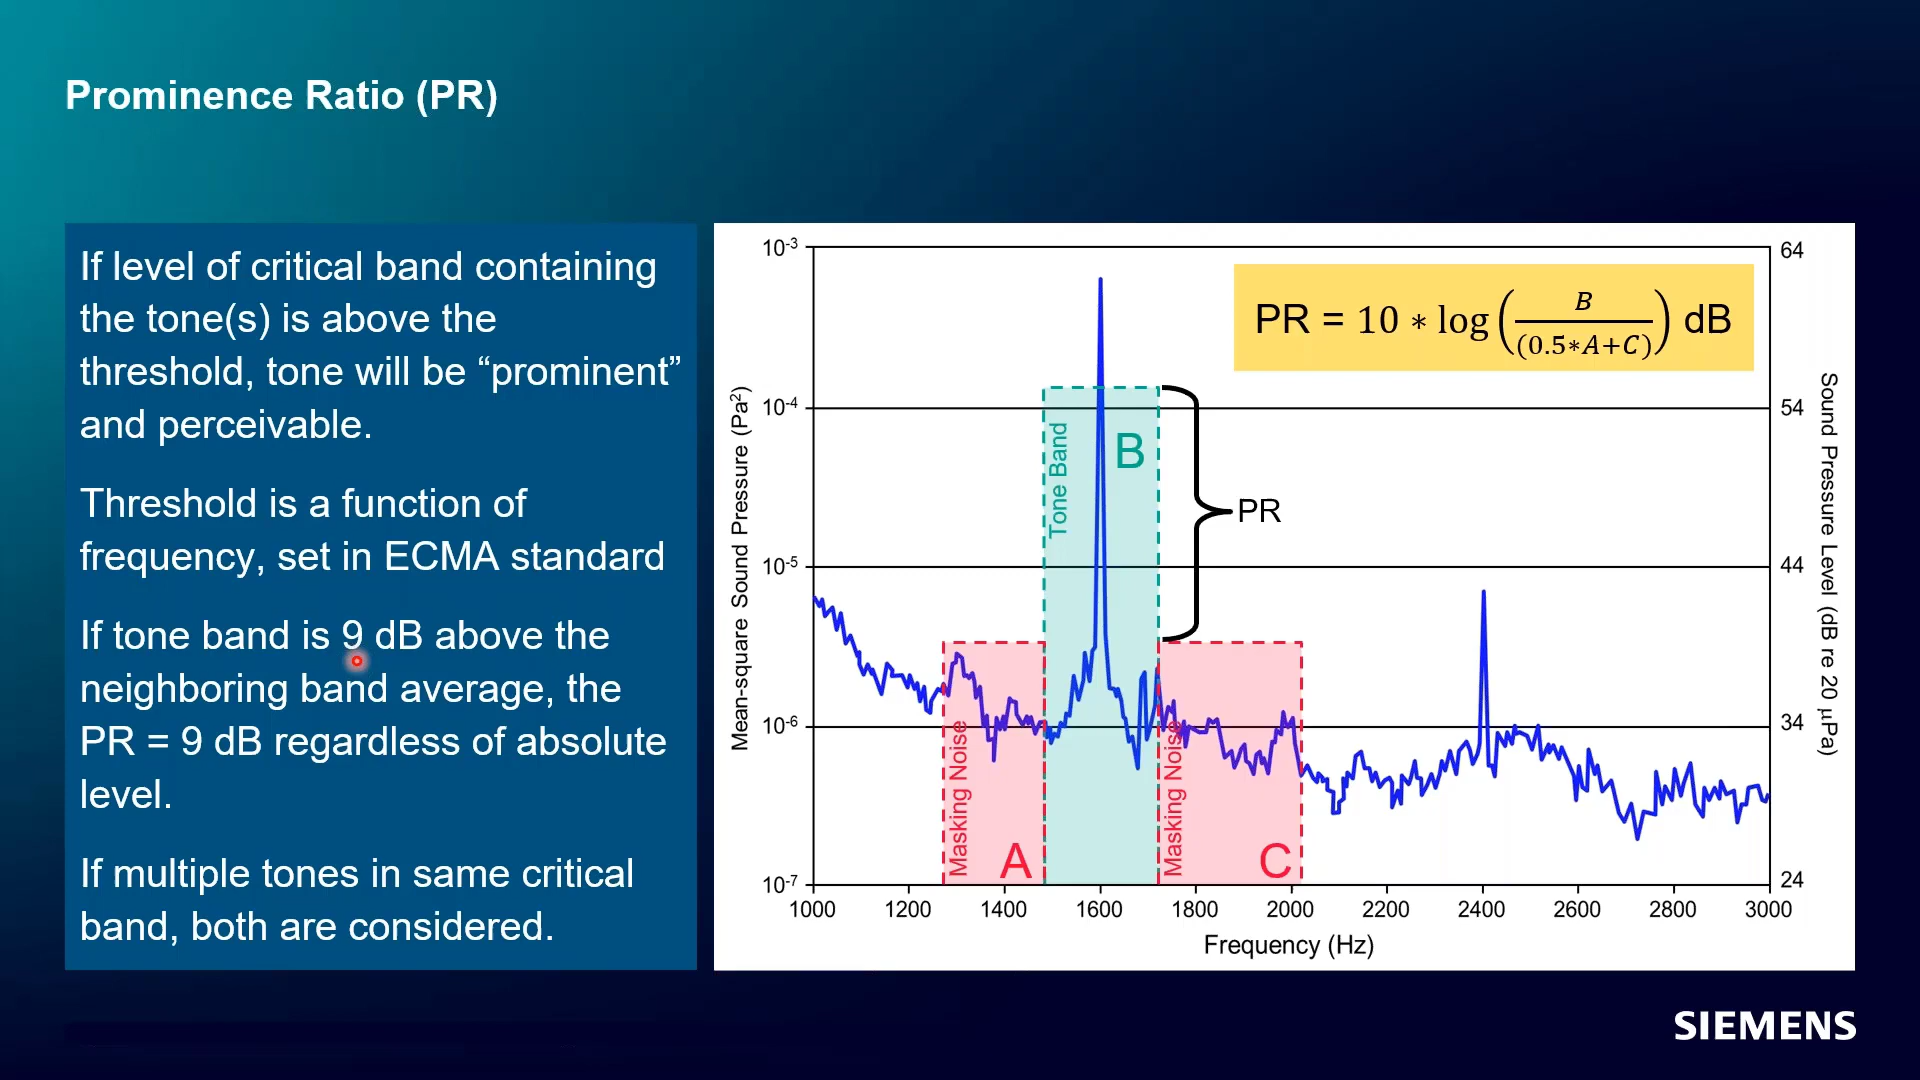 Prominence Ratio (PR)
If level of critical band containing
the tone(s) is above the
threshold, tone will be “prominent”
and perceivable.
Threshold is a function of
frequency, set in ECMA standard
If tone band is 9 dB above the
neighboring band average, the
PR = 9 dB regardless of absolute
level.
If multiple tones in same critical
band, both are considered.
PR = 10 * log (B / (0.5*A+C)) dB
Mean-square Sound Pressure (Pa²)
10⁻³
10⁻⁴
10⁻⁵
10⁻⁶
10⁻⁷
Tone Band
B
PR
Masking Noise
A
Masking Noise
C
64
54
44
34
24
Sound Pressure Level (dB re 20 µPa)
1000 1200 1400 1600 1800 2000 2200 2400 2600 2800 3000
Frequency (Hz)
SIEMENS